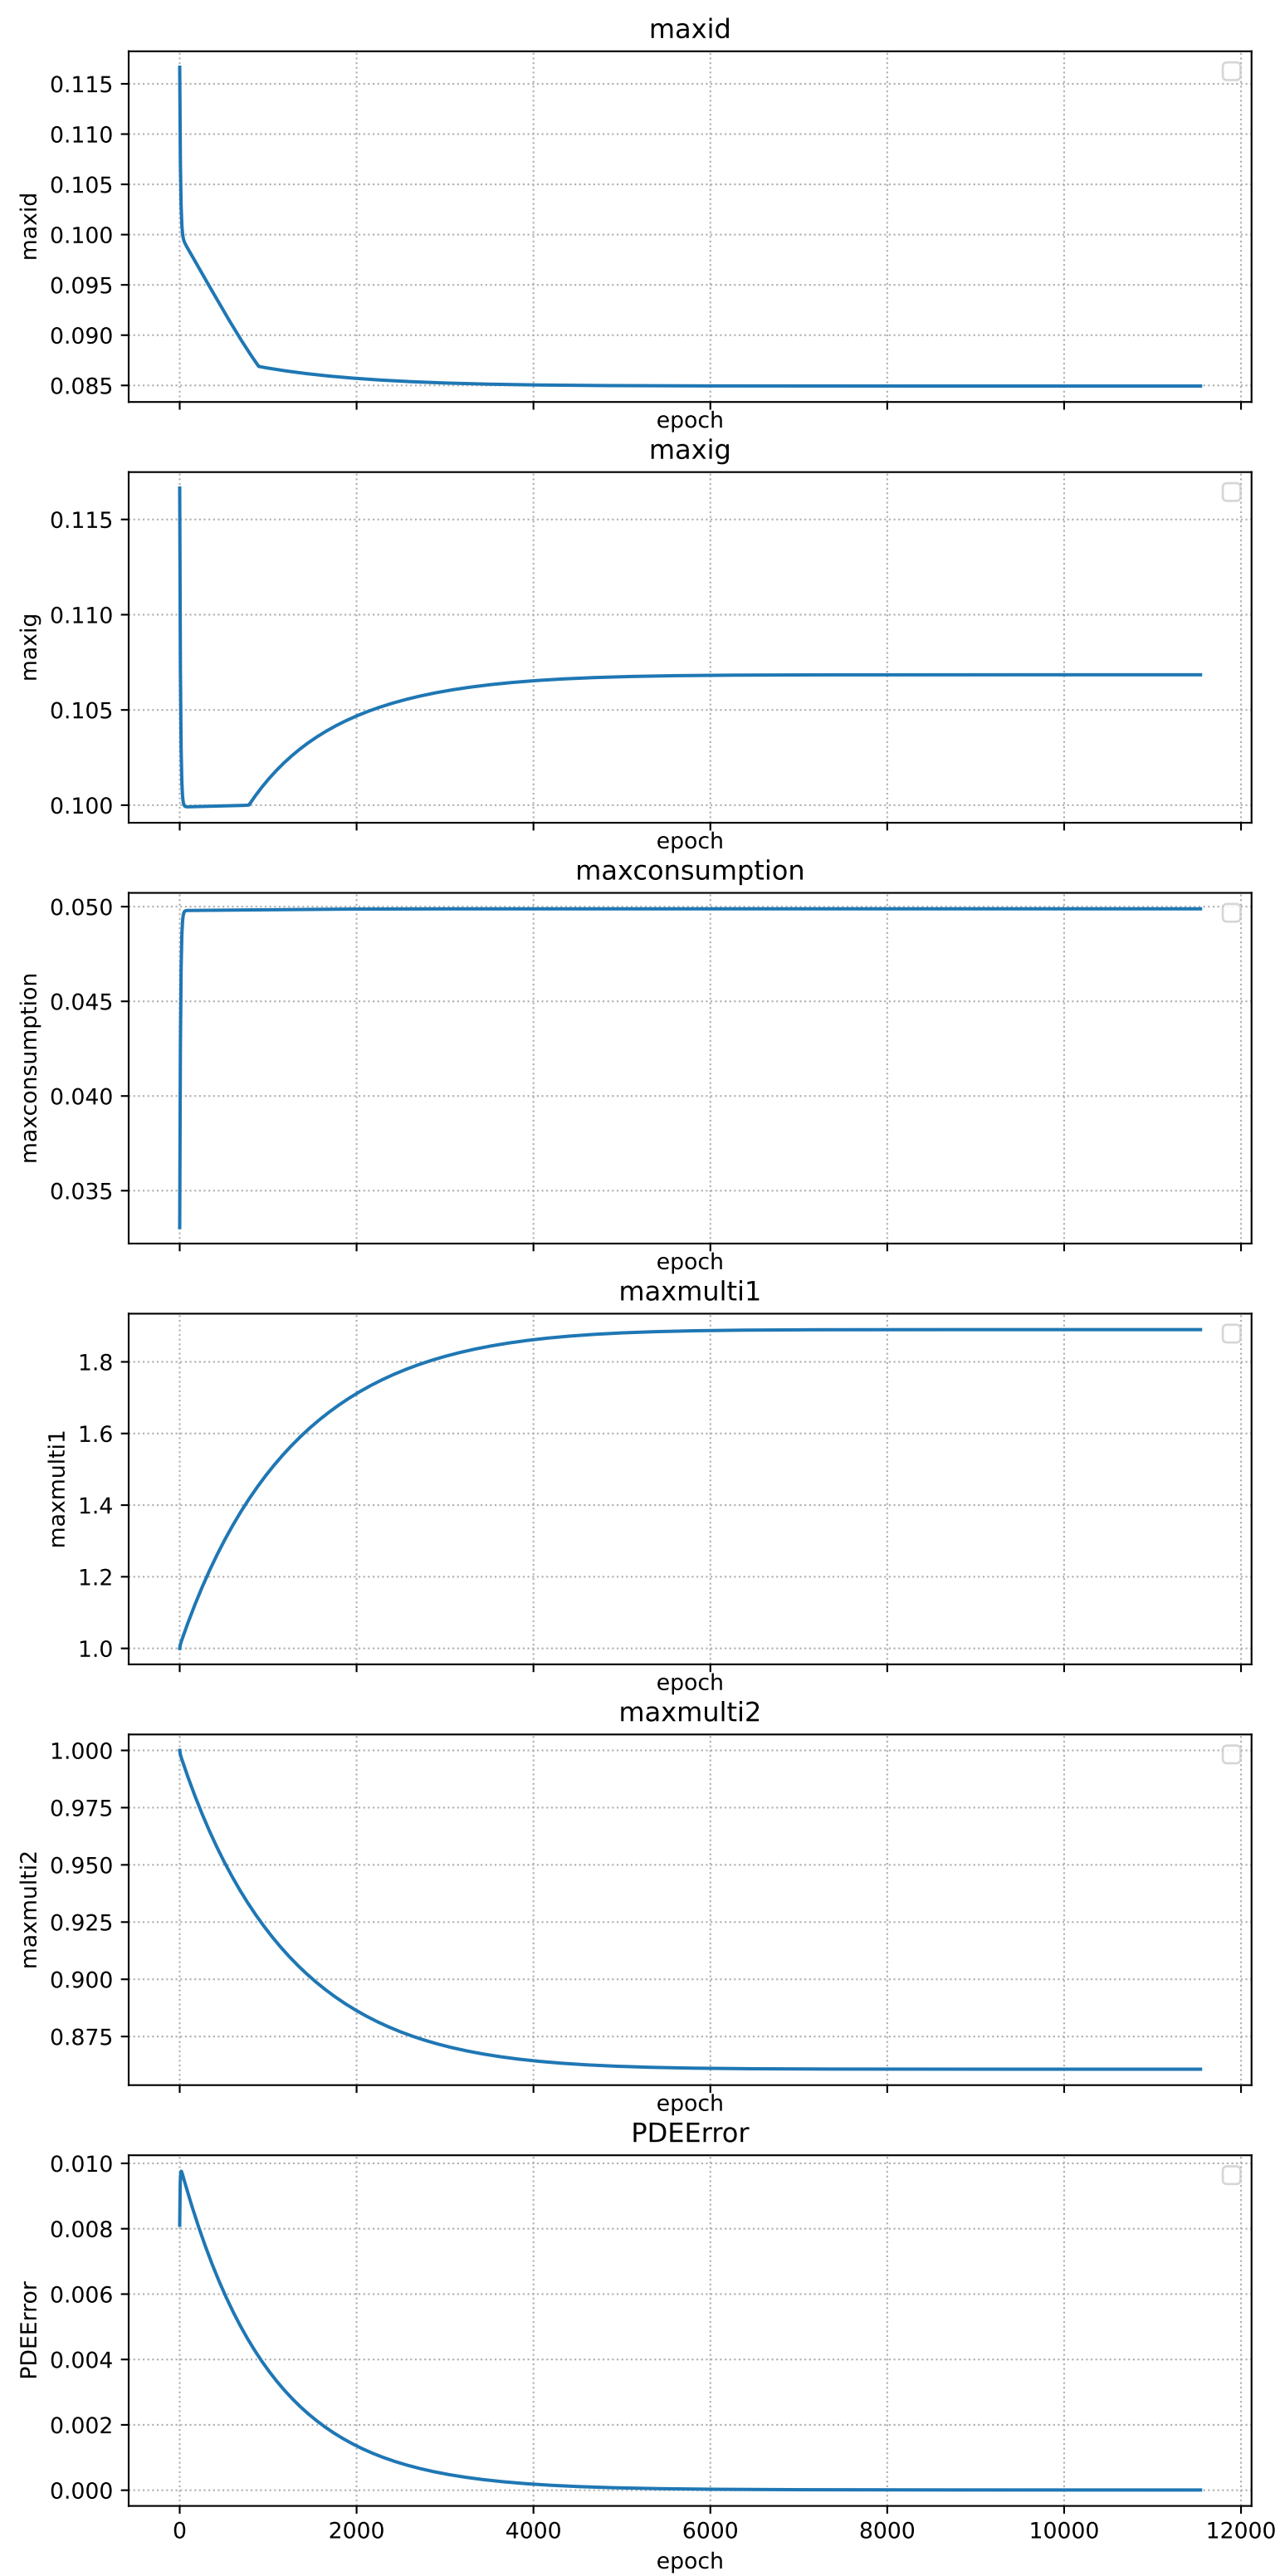 maxid
maxid
0.115
0.110
0.105
0.100
0.095
0.090
0.085
epoch
maxig
maxig
0.115
0.110
0.105
0.100
epoch
maxconsumption
maxconsumption
0.050
0.045
0.040
0.035
epoch
maxmulti1
maxmulti1
1.8
1.6
1.4
1.2
1.0
epoch
maxmulti2
maxmulti2
1.000
0.975
0.950
0.925
0.900
0.875
epoch
PDEError
PDEError
0.010
0.008
0.006
0.004
0.002
0.000
0 2000 4000 6000 8000 10000 12000
epoch